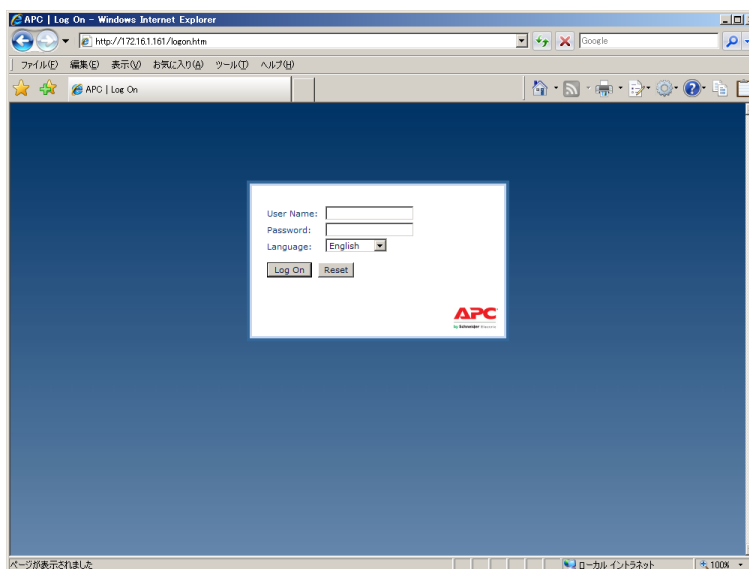 APC | Log On - Windows Internet Explorer
http://172.16.1.161/logon.htm
Google
ファイル(F) 編集(E) 表示(V) お気に入り(A) ツール(T) ヘルプ(H)
APC | Log On
User Name:
Password:
Language: English
Log On Reset
APC
by Schneider Electric
ページが表示されました
ローカル イントラネット
100%